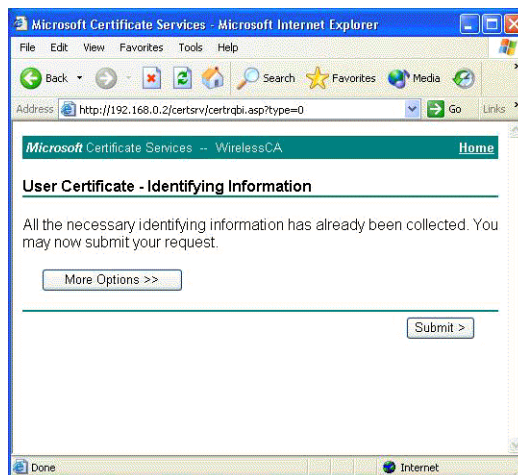 Microsoft Certificate Services - Microsoft Internet Explorer
File Edit View Favorites Tools Help
Back Search Favorites Media
Address http://192.168.0.2/certsrv/certrqbi.asp?type=0 Go Links
Microsoft Certificate Services -- WirelessCA Home
User Certificate - Identifying Information
All the necessary identifying information has already been collected. You
may now submit your request.
More Options >>
Submit >
Done Internet